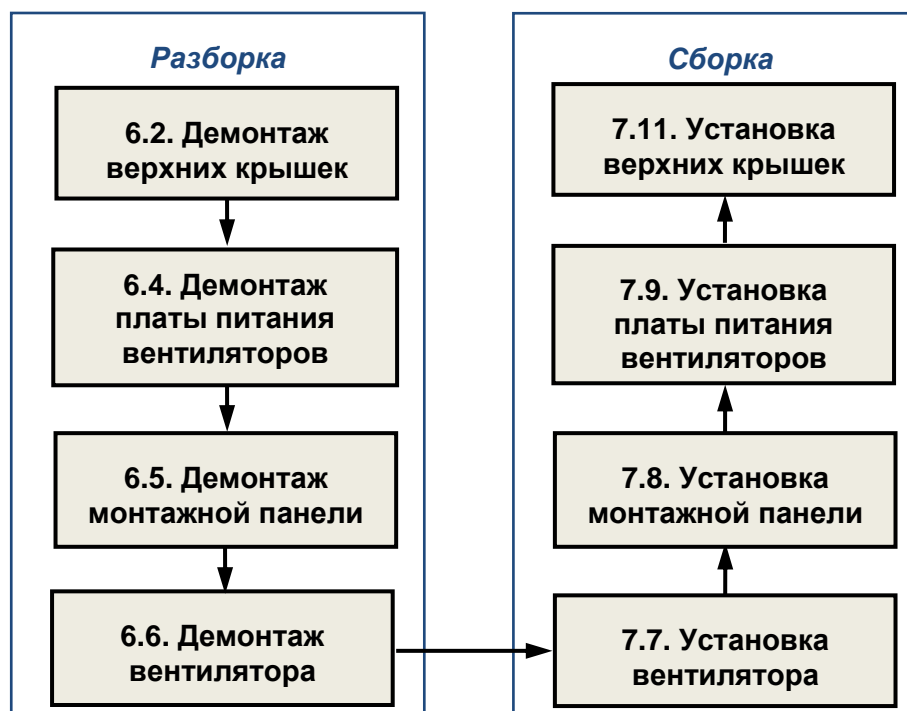 Разборка
6.2. Демонтаж
верхних крышек
6.4. Демонтаж
платы питания
вентиляторов
6.5. Демонтаж
монтажной панели
6.6. Демонтаж
вентилятора
Сборка
7.11. Установка
верхних крышек
7.9. Установка
платы питания
вентиляторов
7.8. Установка
монтажной панели
7.7. Установка
вентилятора